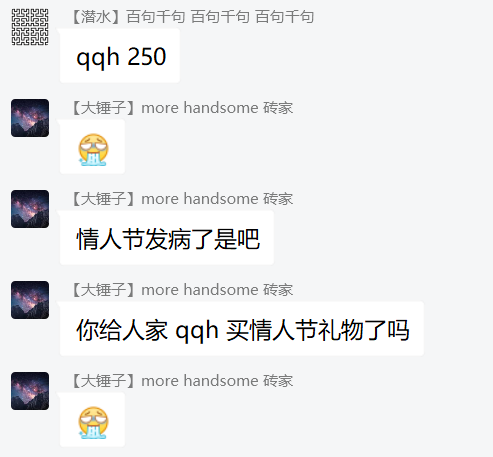 【潜水】百句千句 百句千句 百句千句
qqh 250
【大锤子】more handsome 砖家
【大锤子】more handsome 砖家
情人节发病了是吧
【大锤子】more handsome 砖家
你给人家 qqh 买情人节礼物了吗
【大锤子】more handsome 砖家